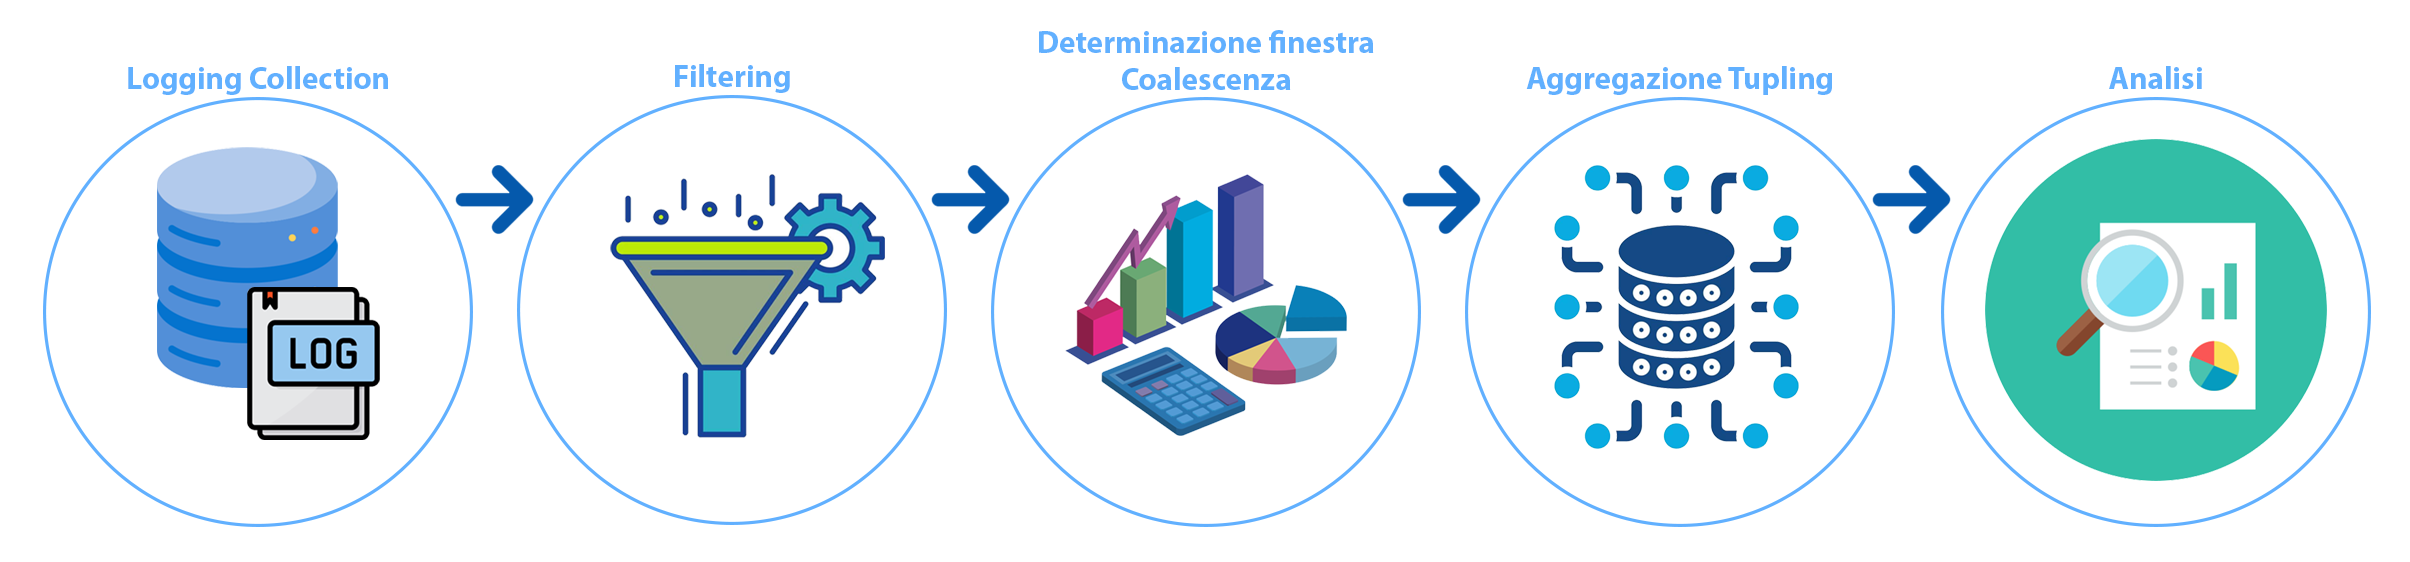 Logging Collection
Filtering
Determinazione finestra
Coalescenza
Aggregazione Tupling
Analisi
LOG